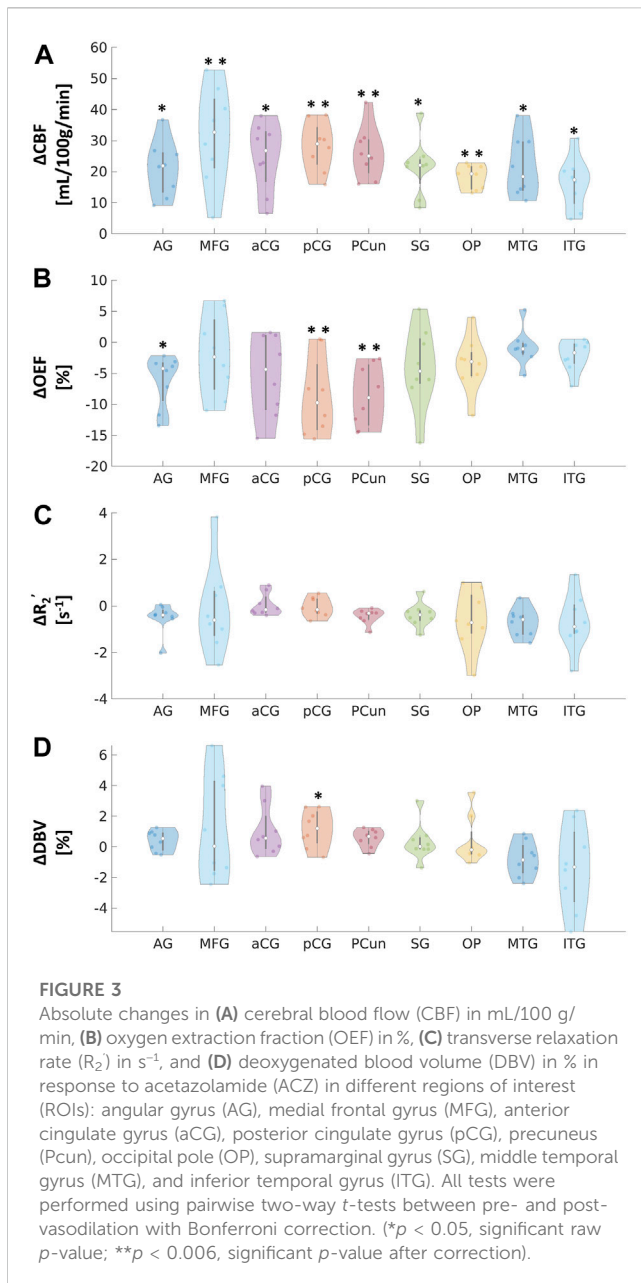 A
ΔCBF
[mL/100g/min]
60
50
40
30
20
10
0
* ** * ** ** * ** * *
AG MFG aCG pCG PCun SG OP MTG ITG
B
ΔOEF
[%]
10
5
0
-5
-10
-15
-20
* ** **
AG MFG aCG pCG PCun SG OP MTG ITG
C
ΔR₂′
[s⁻¹]
4
2
0
-2
-4
AG MFG aCG pCG PCun SG OP MTG ITG
D
ΔDBV
[%]
6
4
2
0
-2
-4
*
AG MFG aCG pCG PCun SG OP MTG ITG
FIGURE 3
Absolute changes in (A) cerebral blood flow (CBF) in mL/100 g/
min, (B) oxygen extraction fraction (OEF) in %, (C) transverse relaxation
rate (R₂′) in s⁻¹, and (D) deoxygenated blood volume (DBV) in % in
response to acetazolamide (ACZ) in different regions of interest
(ROIs): angular gyrus (AG), medial frontal gyrus (MFG), anterior
cingulate gyrus (aCG), posterior cingulate gyrus (pCG), precuneus
(Pcun), occipital pole (OP), supramarginal gyrus (SG), middle temporal
gyrus (MTG), and inferior temporal gyrus (ITG). All tests were
performed using pairwise two-way t-tests between pre- and post-
vasodilation with Bonferroni correction. (*p < 0.05, significant raw
p-value; **p < 0.006, significant p-value after correction).